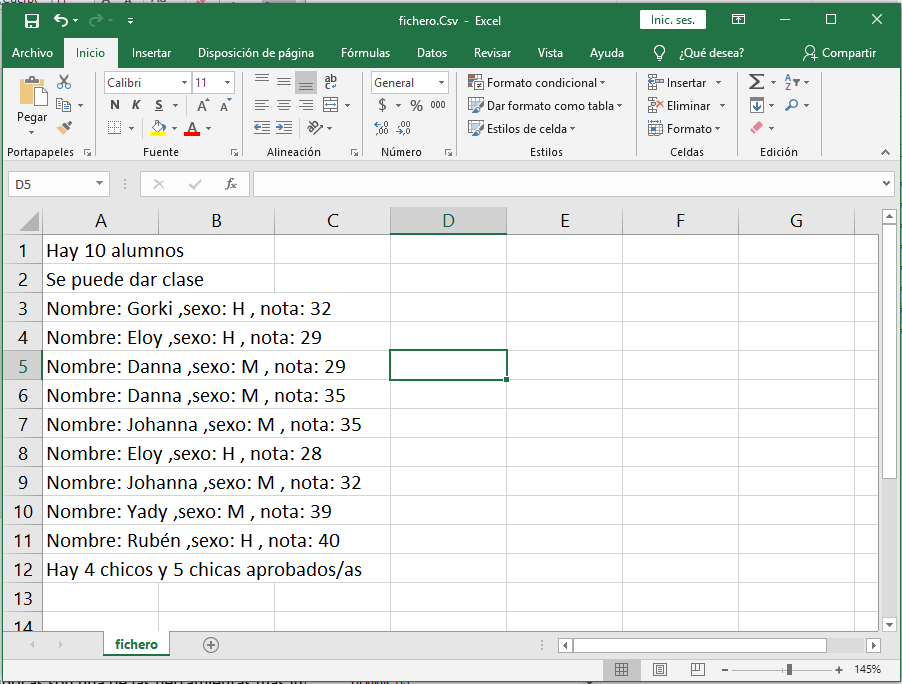 fichero.Csv - Excel
Inic. ses.
Archivo Inicio Insertar Disposición de página Fórmulas Datos Revisar Vista Ayuda ¿Qué desea? Compartir
Pegar
Portapapeles
Calibri 11
N K S A A
A
Fuente
ab
Alineación
General
$ % 000
Número
Formato condicional
Dar formato como tabla
Estilos de celda
Estilos
Insertar
Eliminar
Formato
Celdas
Σ
Edición
D5 fx
A B C D E F G
1 Hay 10 alumnos
2 Se puede dar clase
3 Nombre: Gorki ,sexo: H , nota: 32
4 Nombre: Eloy ,sexo: H , nota: 29
5 Nombre: Danna ,sexo: M , nota: 29
6 Nombre: Danna ,sexo: M , nota: 35
7 Nombre: Johanna ,sexo: M , nota: 35
8 Nombre: Eloy ,sexo: H , nota: 28
9 Nombre: Johanna ,sexo: M , nota: 32
10 Nombre: Yady ,sexo: M , nota: 39
11 Nombre: Rubén ,sexo: H , nota: 40
12 Hay 4 chicos y 5 chicas aprobados/as
13
14
fichero
145%